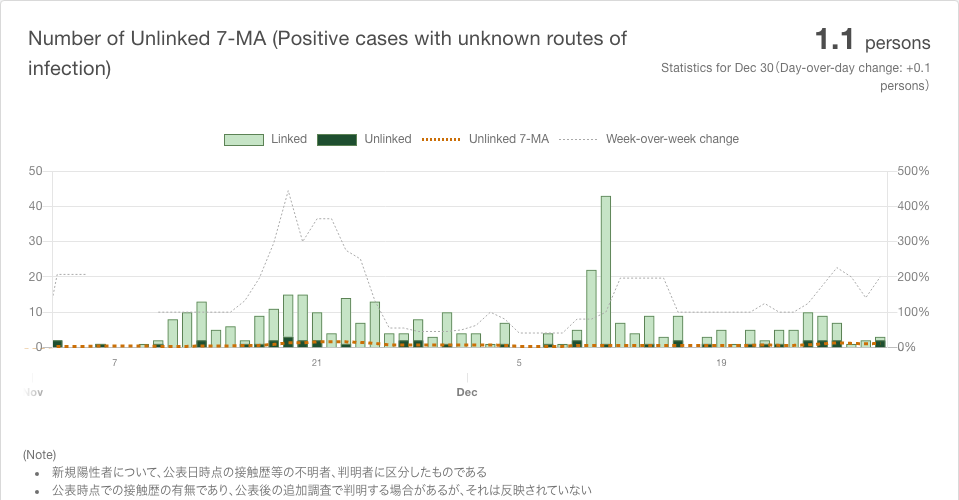 Number of Unlinked 7-MA (Positive cases with unknown routes of
infection)
1.1 persons
Statistics for Dec 30（Day-over-day change: +0.1
persons）
Linked Unlinked Unlinked 7-MA Week-over-week change
50 500%
40 400%
30 300%
20 200%
10 100%
0 0%
7 21 5 19
Nov Dec
(Note)
• 新規陽性者について、公表日時点の接触歴等の不明者、判明者に区分したものである
• 公表時点での接触歴の有無であり、公表後の追加調査で判明する場合があるが、それは反映されていない